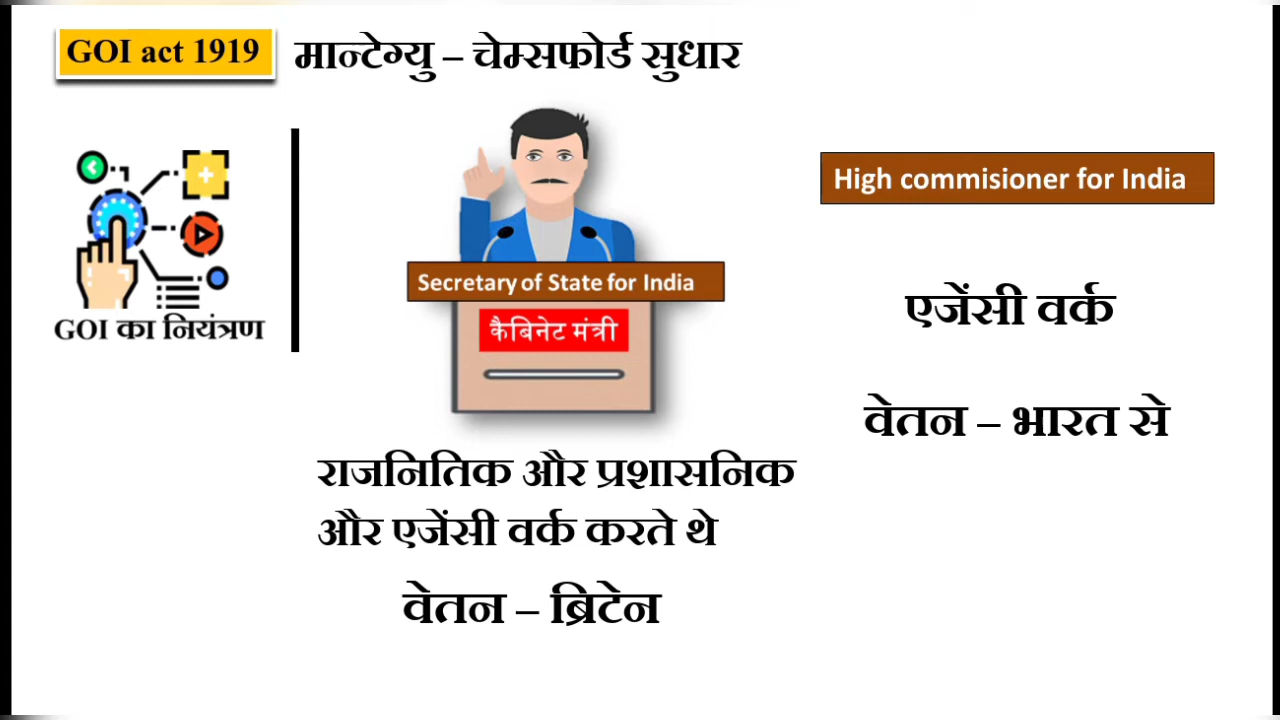 GOI act 1919 मान्टेग्यु – चेम्सफोर्ड सुधार
GOI का नियंत्रण
Secretary of State for India
कैबिनेट मंत्री
राजनितिक और प्रशासनिक
और एजेंसी वर्क करते थे
वेतन – ब्रिटेन
High commisioner for India
एजेंसी वर्क
वेतन – भारत से